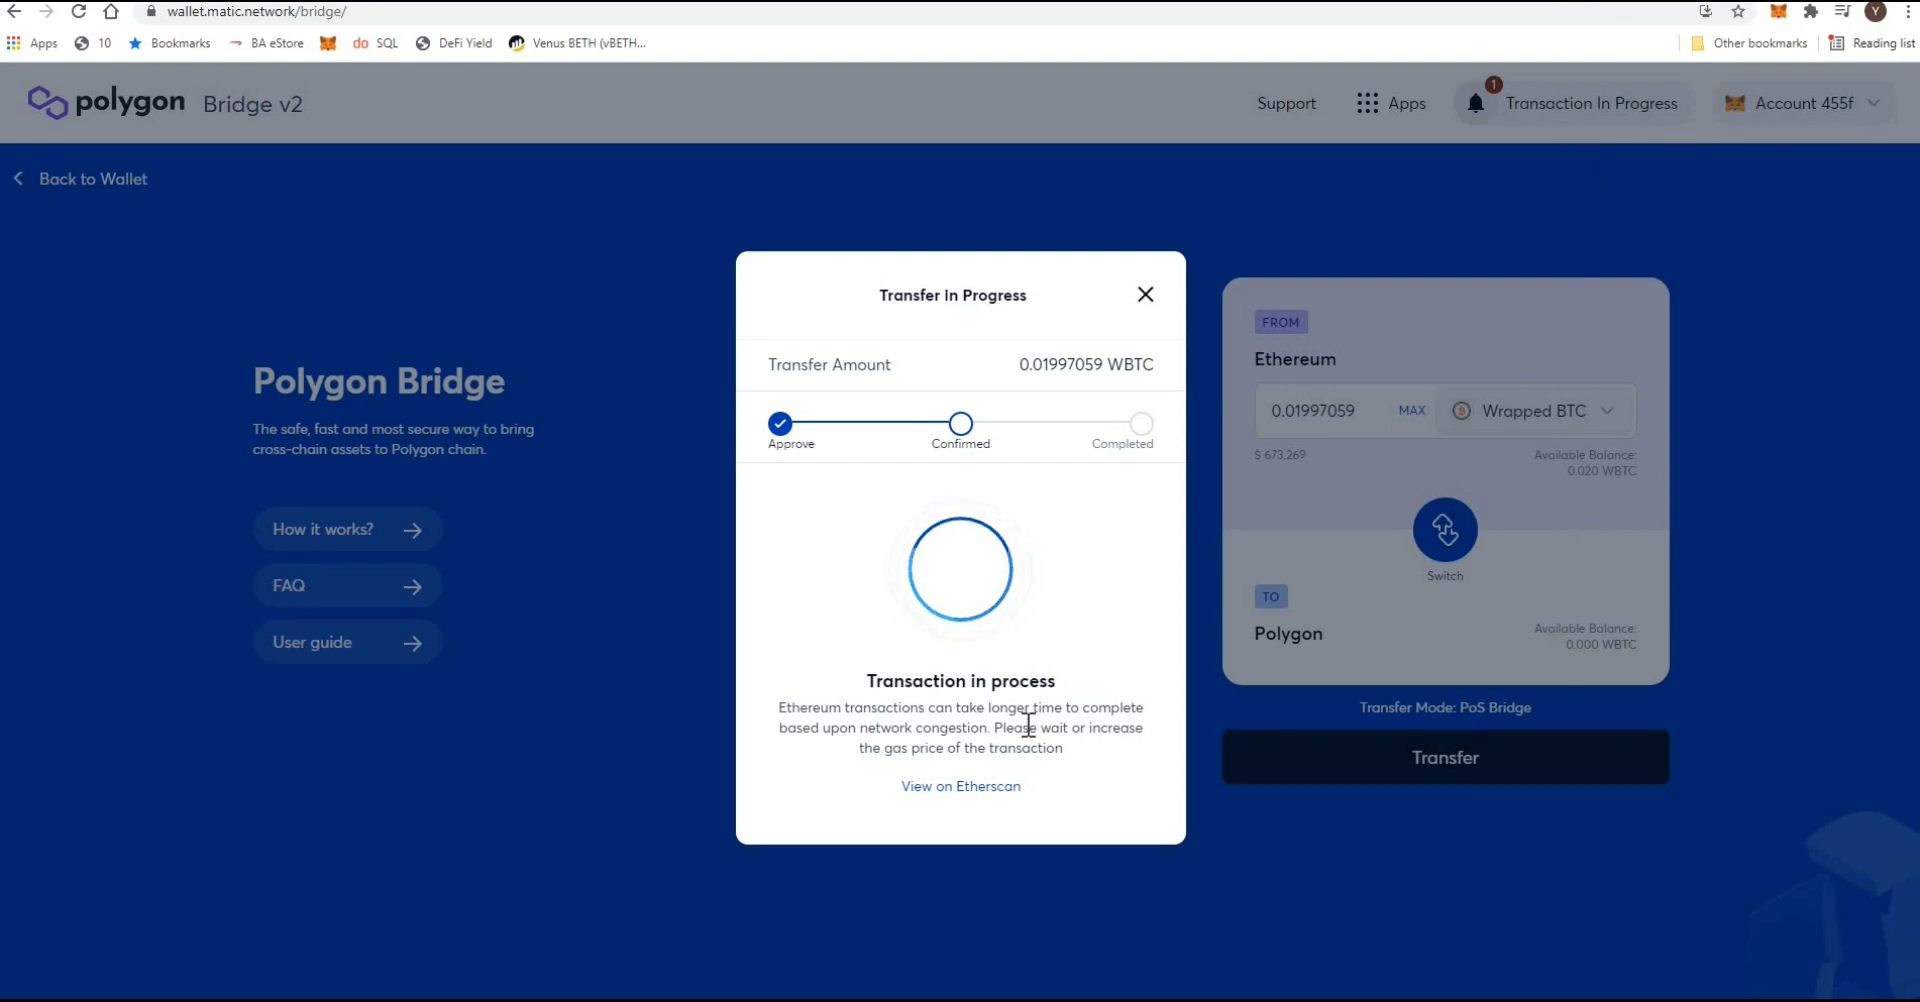 wallet.matic.network/bridge/
Y
Apps 10 Bookmarks BA eStore do SQL DeFi Yield Venus BETH (vBETH... Other bookmarks Reading list
polygon Bridge v2 Support Apps 1 Transaction In Progress Account 455f
Back to Wallet
Polygon Bridge
The safe, fast and most secure way to bring
cross-chain assets to Polygon chain.
How it works?
FAQ
User guide
Transfer in Progress
Transfer Amount 0.01997059 WBTC
Approve Confirmed Completed
Transaction in process
Ethereum transactions can take longer time to complete
based upon network congestion. Please wait or increase
the gas price of the transaction
View on Etherscan
FROM
Ethereum
0.01997059 MAX Wrapped BTC
$ 673.269 Available Balance:
0.020 WBTC
Switch
TO
Polygon Available Balance:
0.000 WBTC
Transfer Mode: PoS Bridge
Transfer